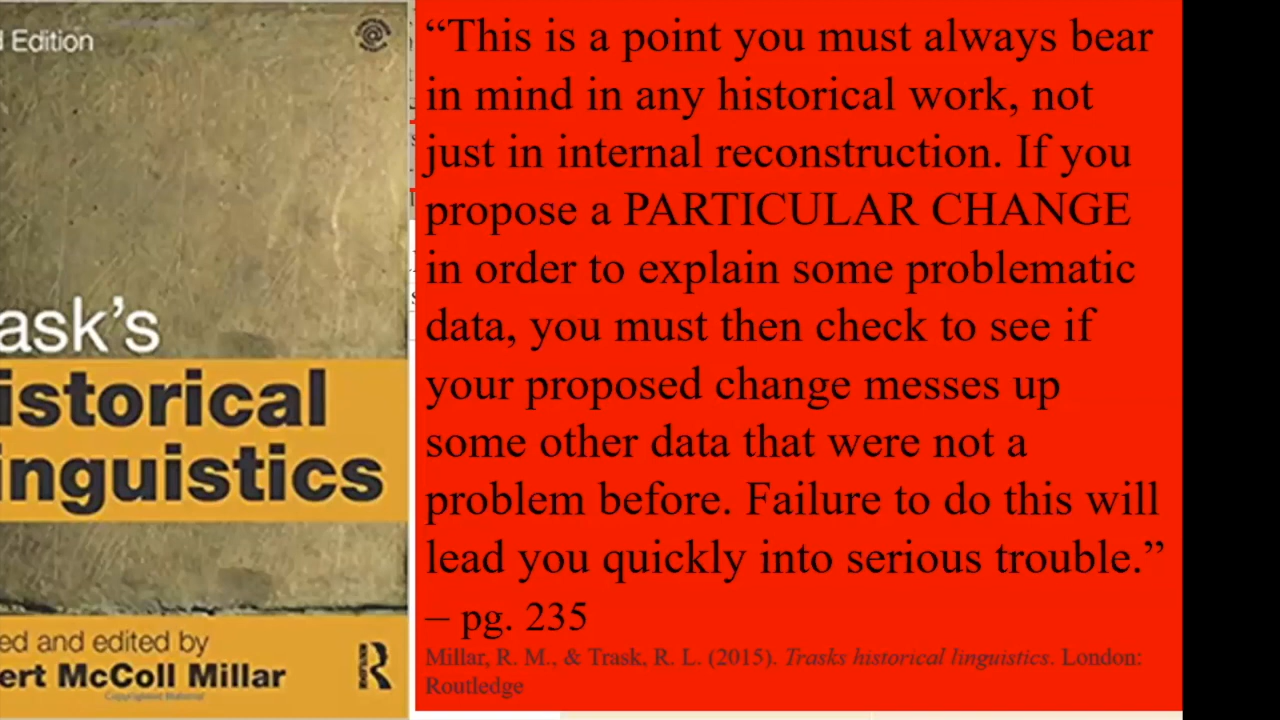 d Edition
ask's
istorical
inguistics
ed and edited by
ert McColl Millar
ROUTLEDGE
Copyrighted Material
“This is a point you must always bear
in mind in any historical work, not
just in internal reconstruction. If you
propose a PARTICULAR CHANGE
in order to explain some problematic
data, you must then check to see if
your proposed change messes up
some other data that were not a
problem before. Failure to do this will
lead you quickly into serious trouble.”
– pg. 235
Millar, R. M., & Trask, R. L. (2015). Trasks historical linguistics. London:
Routledge